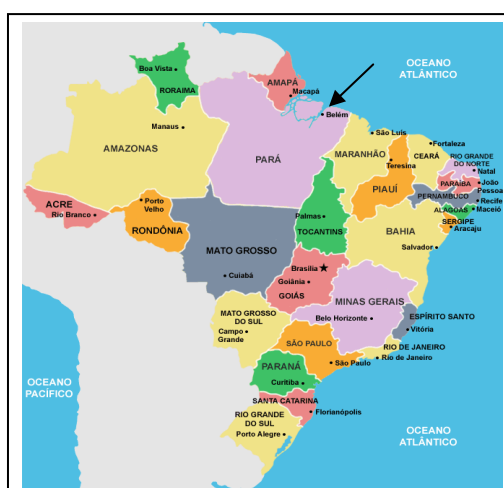 OCEANO
ATLÂNTICO
Boa Vista
RORAIMA
AMAPÁ
Macapá
Belém
Manaus
AMAZONAS
PARÁ
São Luís
MARANHÃO
Teresina
Fortaleza
CEARÁ
RIO GRANDE
DO NORTE
Natal
PARAÍBA
João
Pessoa
PERNAMBUCO
Recife
ALAGOAS
Maceió
SERGIPE
Aracaju
PIAUÍ
ACRE
Rio Branco
Porto
Velho
RONDÔNIA
Palmas
TOCANTINS
BAHIA
Salvador
MATO GROSSO
Cuiabá
Brasília
Goiânia
GOIÁS
MINAS GERAIS
Belo Horizonte
ESPÍRITO SANTO
Vitória
MATO GROSSO
DO SUL
Campo
Grande
SÃO PAULO
São Paulo
RIO DE JANEIRO
Rio de Janeiro
PARANÁ
Curitiba
OCEANO
PACÍFICO
SANTA CATARINA
Florianópolis
RIO GRANDE
DO SUL
Porto Alegre
OCEANO
ATLÂNTICO